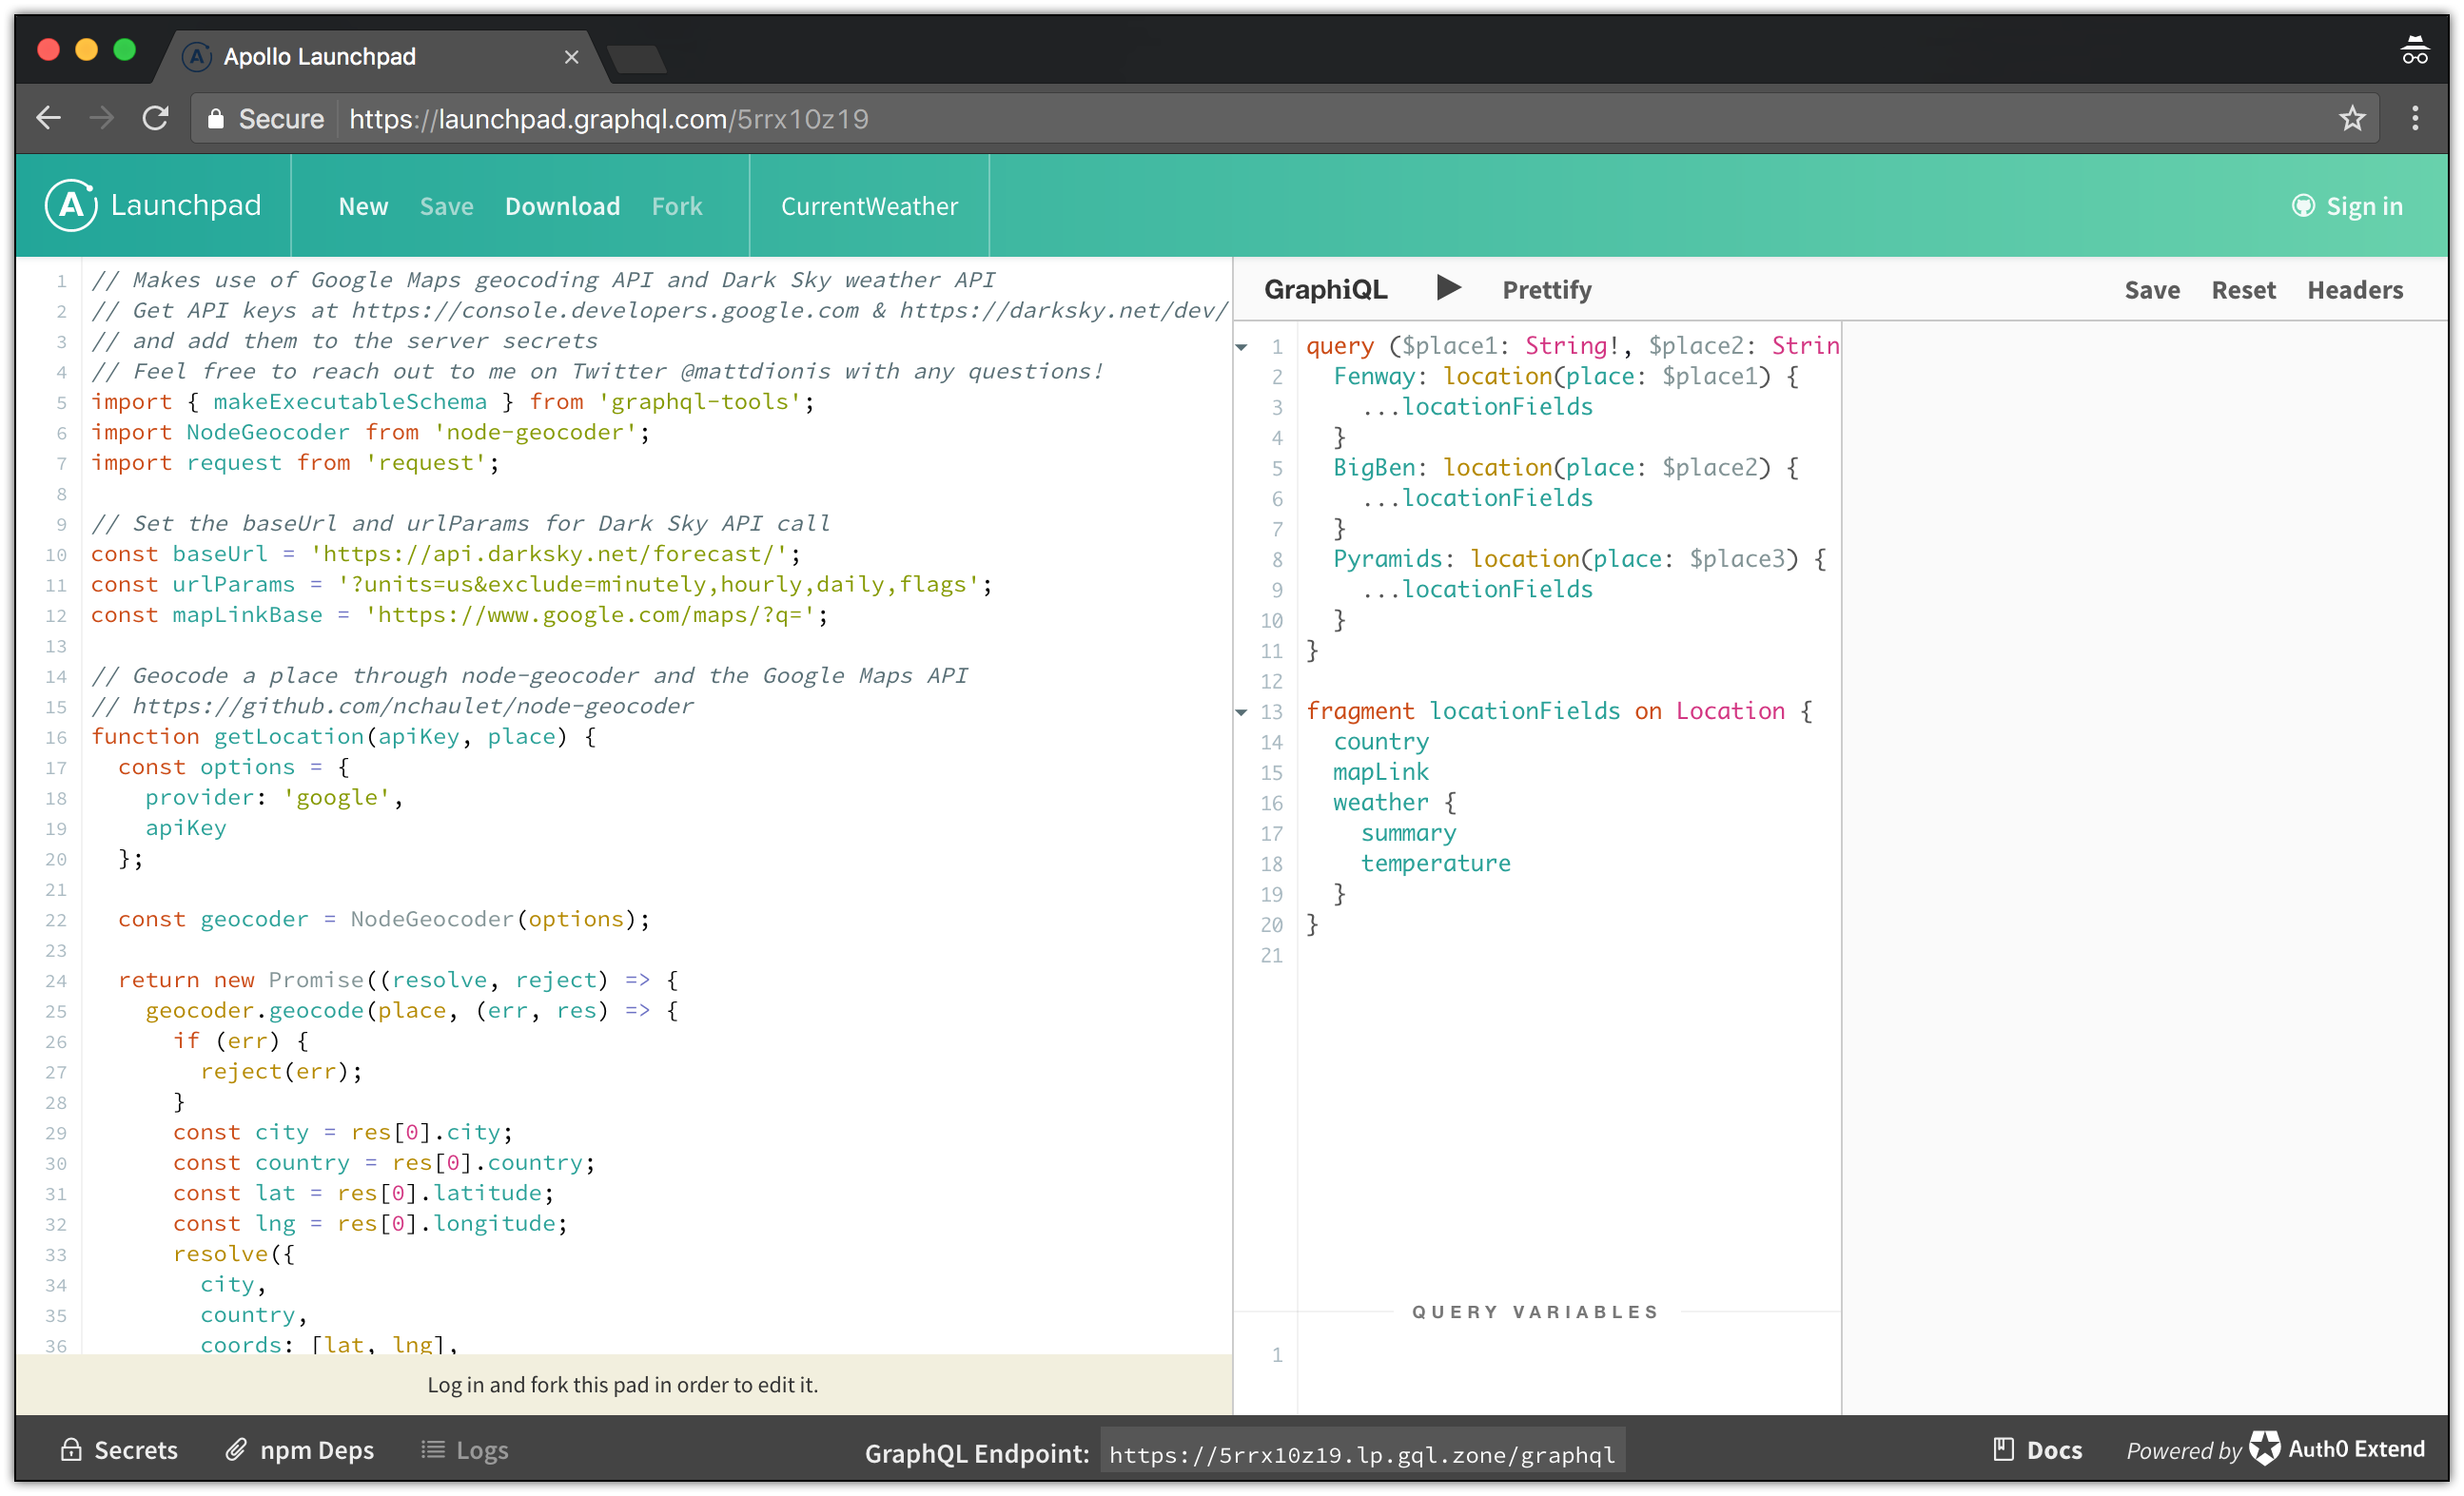 Apollo Launchpad
Secure https://launchpad.graphql.com/5rrx10z19
Launchpad New Save Download Fork CurrentWeather Sign in
1 // Makes use of Google Maps geocoding API and Dark Sky weather API
2 // Get API keys at https://console.developers.google.com & https://darksky.net/dev/
3 // and add them to the server secrets
4 // Feel free to reach out to me on Twitter @mattdionis with any questions!
5 import { makeExecutableSchema } from 'graphql-tools';
6 import NodeGeocoder from 'node-geocoder';
7 import request from 'request';
8
9 // Set the baseUrl and urlParams for Dark Sky API call
10 const baseUrl = 'https://api.darksky.net/forecast/';
11 const urlParams = '?units=us&exclude=minutely,hourly,daily,flags';
12 const mapLinkBase = 'https://www.google.com/maps/?q=';
13
14 // Geocode a place through node-geocoder and the Google Maps API
15 // https://github.com/nchaulet/node-geocoder
16 function getLocation(apiKey, place) {
17 const options = {
18 provider: 'google',
19 apiKey
20 };
21
22 const geocoder = NodeGeocoder(options);
23
24 return new Promise((resolve, reject) => {
25 geocoder.geocode(place, (err, res) => {
26 if (err) {
27 reject(err);
28 }
29 const city = res[0].city;
30 const country = res[0].country;
31 const lat = res[0].latitude;
32 const lng = res[0].longitude;
33 resolve({
34 city,
35 country,
36 coords: [lat, lng],
Log in and fork this pad in order to edit it.
GraphiQL Prettify Save Reset Headers
1 query ($place1: String!, $place2: Strin
2 Fenway: location(place: $place1) {
3 ...locationFields
4 }
5 BigBen: location(place: $place2) {
6 ...locationFields
7 }
8 Pyramids: location(place: $place3) {
9 ...locationFields
10 }
11 }
12
13 fragment locationFields on Location {
14 country
15 mapLink
16 weather {
17 summary
18 temperature
19 }
20 }
21
QUERY VARIABLES
1
Secrets npm Deps Logs GraphQL Endpoint: https://5rrx10z19.lp.gql.zone/graphql Docs Powered by Auth0 Extend